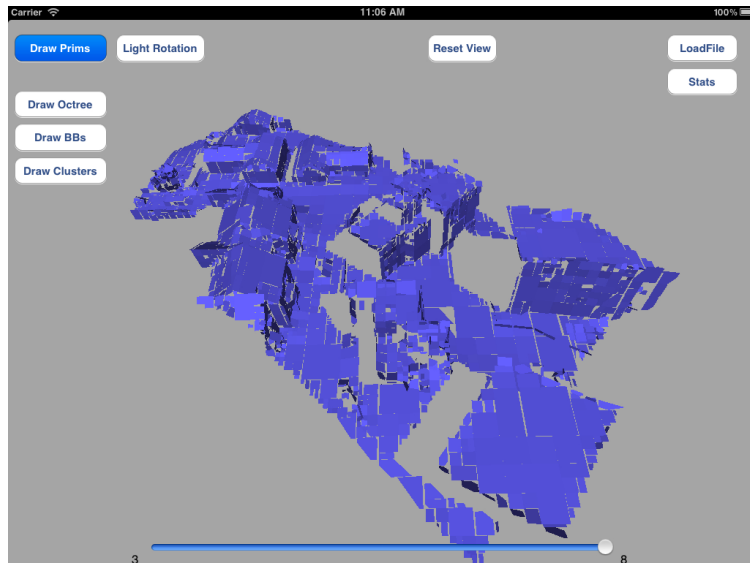 Carrier 11:06 AM 100%
Draw Prims Light Rotation Reset View LoadFile
Stats
Draw Octree
Draw BBs
Draw Clusters
3 8